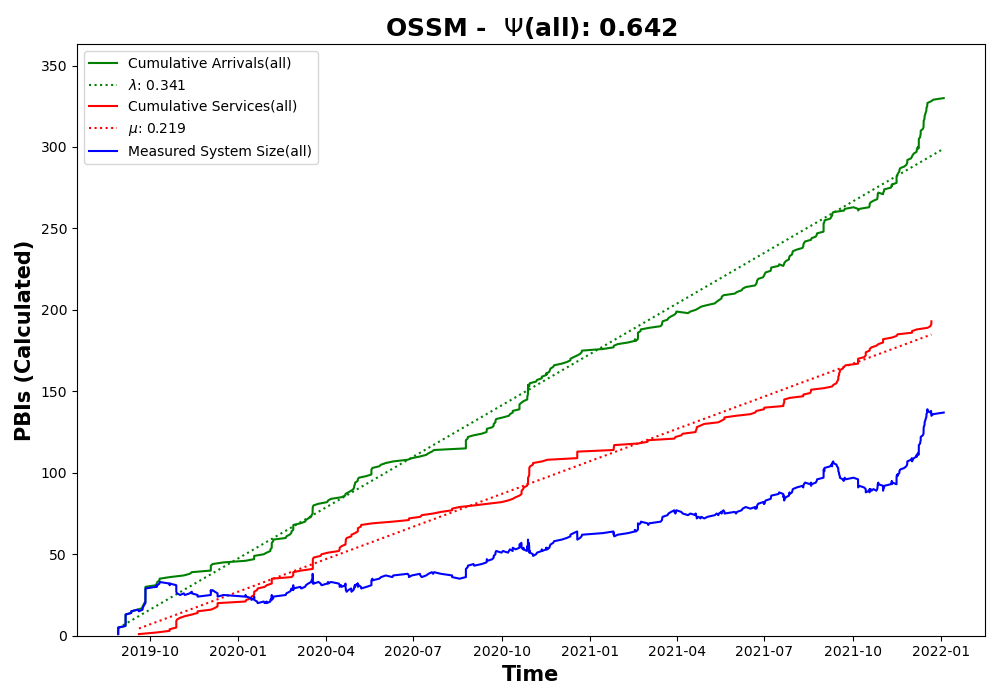 OSSM - Ψ(all): 0.642
Cumulative Arrivals(all)
λ: 0.341
Cumulative Services(all)
μ: 0.219
Measured System Size(all)
PBIs (Calculated)
350
300
250
200
150
100
50
0
2019-10 2020-01 2020-04 2020-07 2020-10 2021-01 2021-04 2021-07 2021-10 2022-01
Time